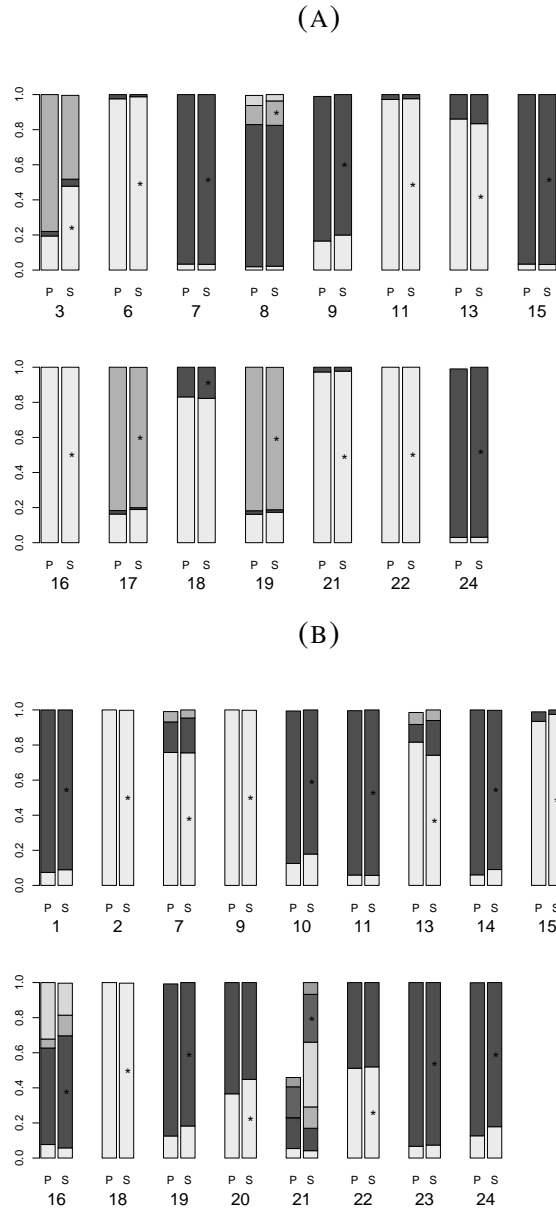 (A)
0.0 0.2 0.4 0.6 0.8 1.0
* * * * * * * *
P S P S P S P S P S P S P S P S
3 6 7 8 9 11 13 15
0.0 0.2 0.4 0.6 0.8 1.0
* * * * * * *
P S P S P S P S P S P S P S
16 17 18 19 21 22 24
(B)
0.0 0.2 0.4 0.6 0.8 1.0
* * * * * * * * *
P S P S P S P S P S P S P S P S P S
1 2 7 9 10 11 13 14 15
0.0 0.2 0.4 0.6 0.8 1.0
* * * * * * * *
P S P S P S P S P S P S P S P S
16 18 19 20 21 22 23 24